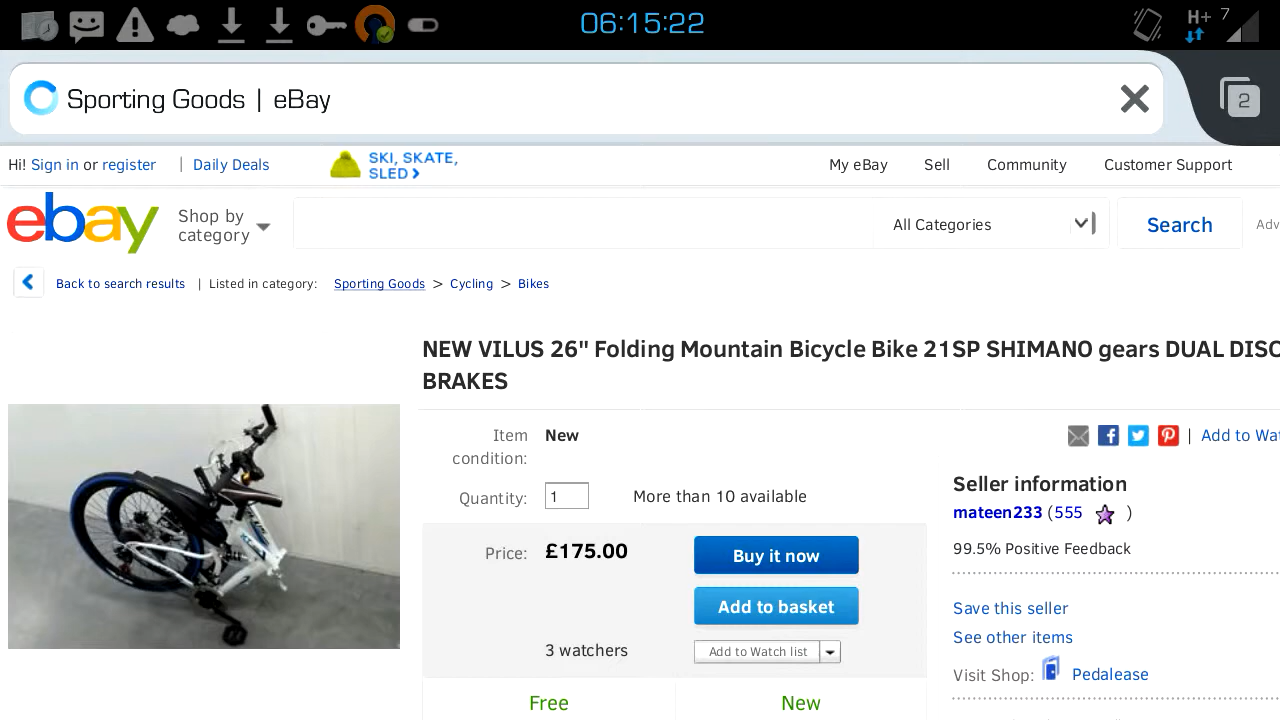 06:15:22
H+ 7
Sporting Goods | eBay
2
Hi! Sign in or register | Daily Deals
SKI, SKATE,
SLED
My eBay Sell Community Customer Support
ebay
Shop by
category
All Categories
Search
Adv
Back to search results | Listed in category: Sporting Goods > Cycling > Bikes
NEW VILUS 26" Folding Mountain Bicycle Bike 21SP SHIMANO gears DUAL DISC
BRAKES
Item
condition:
New
| Add to Wat
Quantity: 1 More than 10 available
Seller information
mateen233 (555 )
99.5% Positive Feedback
Price: £175.00
Buy it now
Add to basket
3 watchers
Add to Watch list
Save this seller
See other items
Visit Shop: Pedalease
Free
New